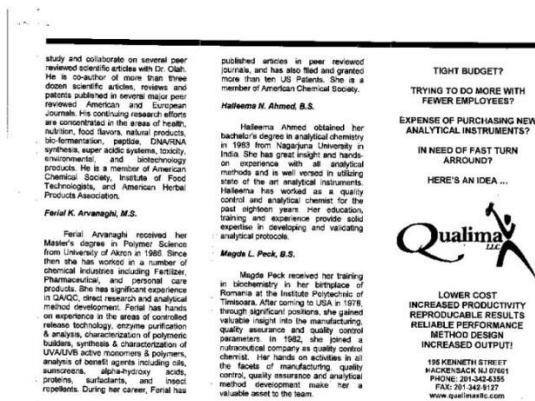 study and collaborate on several peer
reviewed scientific articles with Dr. Olah.
He is co-author of more than three
dozen scientific articles, reviews and
patents published in several major peer
reviewed American and European
Journals. His continuing research efforts
are concentrated in the areas of health,
nutrition, food flavors, natural products,
bio-fermentation, peptide, DNA/RNA
synthesis, super acidic systems, toxicity,
environmental, and biotechnology
products. He is a member of American
Chemical Society, Institute of Food
Technologists, and American Herbal
Products Association.
Ferial K. Arvanaghi, M.S.
Ferial Arvanaghi received her
Master's degree in Polymer Science
from University of Akron in 1986. Since
then she has worked in a number of
chemical industries including Fertilizer,
Pharmaceutical, and personal care
products. She has significant experience
in QA/QC, direct research and analytical
method development. Ferial has hands
on experience in the areas of controlled
release technology, enzyme purification
& analysis, characterization of polymeric
builders, synthesis & characterization of
UVA/UVB active monomers & polymers,
analysis of benefit agents including oils,
sunscreens, alpha-hydroxy acids,
proteins, surfactants, and insect
repellents. During her career, Ferial has
published articles in peer reviewed
journals, and has also filed and granted
more than ten US Patents. She is a
member of American Chemical Society.
Halleema N. Ahmed, B.S.
Halleema Ahmed obtained her
bachelor's degree in analytical chemistry
in 1983 from Nagarjuna University in
India. She has great insight and hands-
on experience with all analytical
methods and is well versed in utilizing
state of the art analytical instruments.
Halleema has worked as a quality
control and analytical chemist for the
past eighteen years. Her education,
training and experience provide solid
expertise in developing and validating
analytical protocols.
Magda L. Peck, B.S.
Magde Peck received her training
in biochemistry in her birthplace of
Romania at the Institute Polytechnic of
Timisoara. After coming to USA in 1978,
through significant positions, she gained
valuable insight into the manufacturing,
quality assurance and quality control
parameters. In 1982, she joined a
nutraceutical company as quality control
chemist. Her hands on activities in all
the facets of manufacturing, quality
control, quality assurance and analytical
method development make her a
valuable asset to the team.
TIGHT BUDGET?
TRYING TO DO MORE WITH
FEWER EMPLOYEES?
EXPENSE OF PURCHASING NEW
ANALYTICAL INSTRUMENTS?
IN NEED OF FAST TURN
ARROUND?
HERE'S AN IDEA ...
Qualimax
LLC.
LOWER COST
INCREASED PRODUCTIVITY
REPRODUCABLE RESULTS
RELIABLE PERFORMANCE
METHOD DESIGN
INCREASED OUTPUT!
195 KENNETH STREET
HACKENSACK NJ 07601
PHONE: 201-342-6355
FAX: 201-342-9127
www.qualimaxllc.com